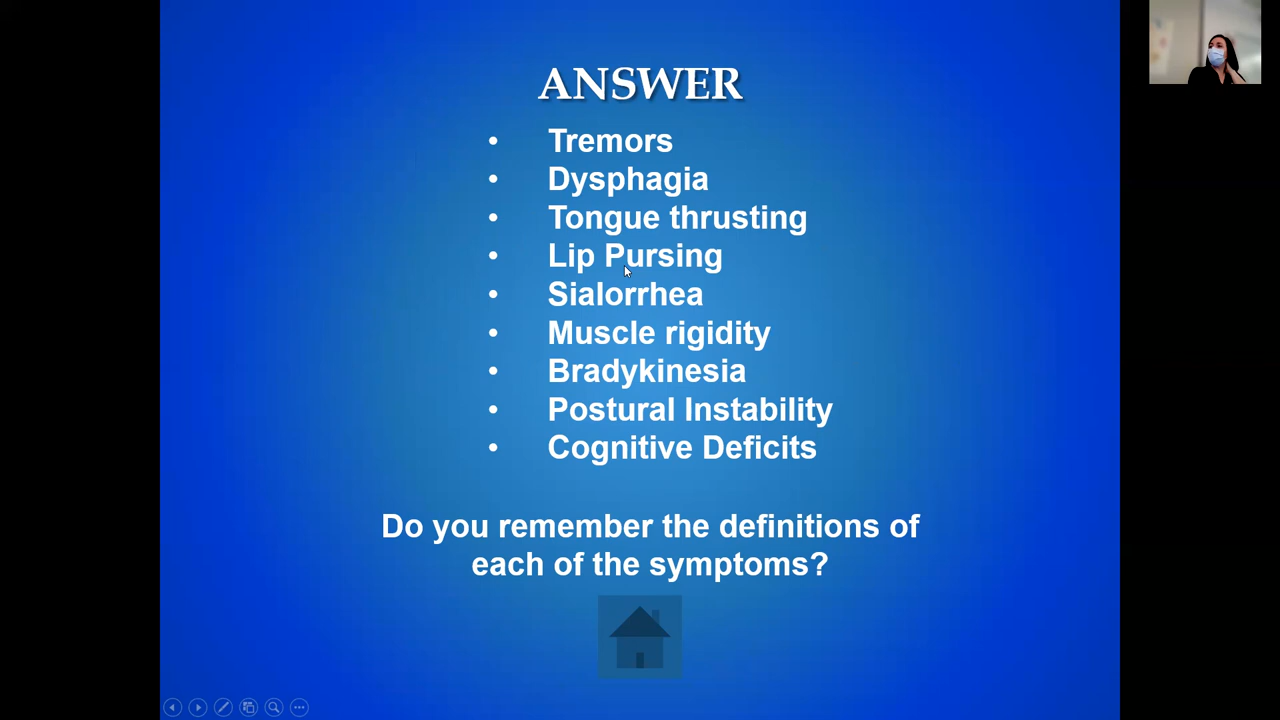 ANSWER
• Tremors
• Dysphagia
• Tongue thrusting
• Lip Pursing
• Sialorrhea
• Muscle rigidity
• Bradykinesia
• Postural Instability
• Cognitive Deficits
Do you remember the definitions of
each of the symptoms?